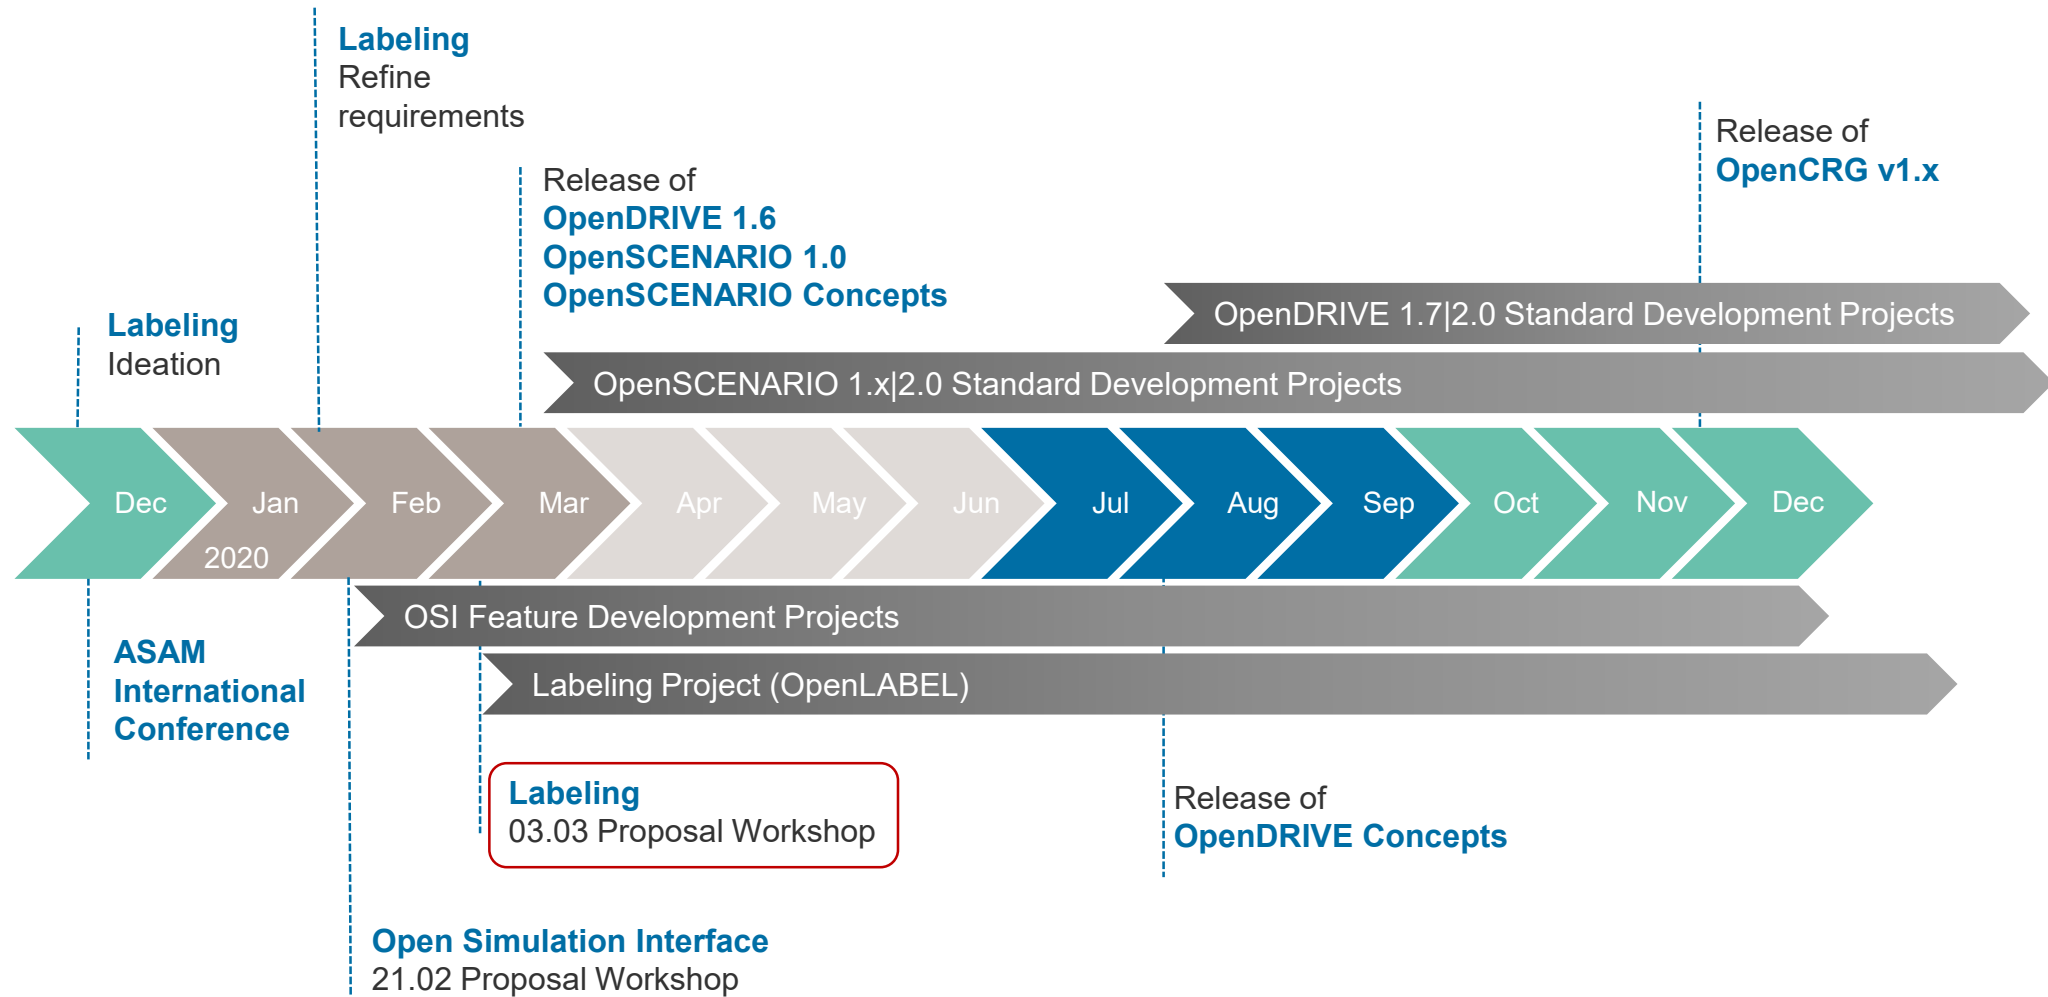 Labeling
Refine
requirements
Release of
OpenCRG v1.x
Release of
OpenDRIVE 1.6
OpenSCENARIO 1.0
OpenSCENARIO Concepts
Labeling
Ideation
OpenDRIVE 1.7|2.0 Standard Development Projects
OpenSCENARIO 1.x|2.0 Standard Development Projects
Dec Jan Feb Mar Apr May Jun Jul Aug Sep Oct Nov Dec
2020
OSI Feature Development Projects
ASAM
International
Conference
Labeling Project (OpenLABEL)
Labeling
03.03 Proposal Workshop
Release of
OpenDRIVE Concepts
Open Simulation Interface
21.02 Proposal Workshop